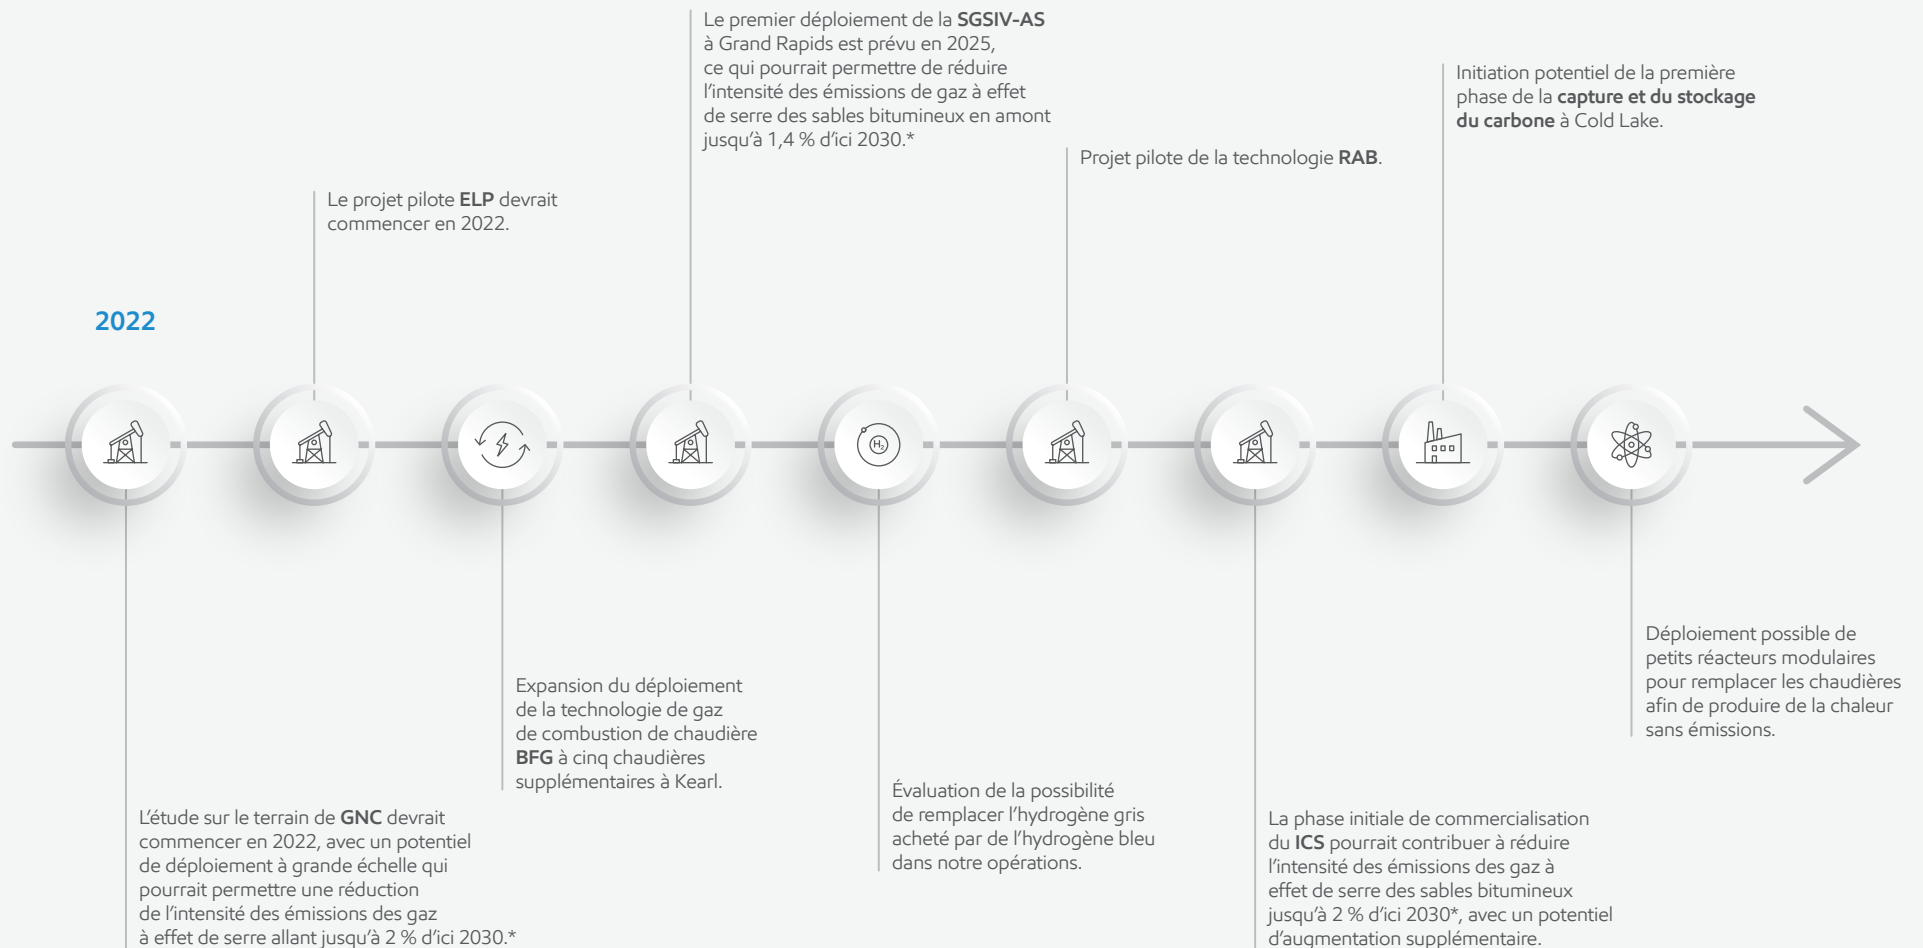 2022
L'étude sur le terrain de GNC devrait
commencer en 2022, avec un potentiel
de déploiement à grande échelle qui
pourrait permettre une réduction
de l'intensité des émissions des gaz
à effet de serre allant jusqu'à 2 % d'ici 2030.*
Le projet pilote ELP devrait
commencer en 2022.
Expansion du déploiement
de la technologie de gaz
de combustion de chaudière
BFG à cinq chaudières
supplémentaires à Kearl.
Le premier déploiement de la SGSIV-AS
à Grand Rapids est prévu en 2025,
ce qui pourrait permettre de réduire
l'intensité des émissions de gaz à effet
de serre des sables bitumineux en amont
jusqu'à 1,4 % d'ici 2030.*
H₂
Évaluation de la possibilité
de remplacer l'hydrogène gris
acheté par de l'hydrogène bleu
dans notre opérations.
Projet pilote de la technologie RAB.
La phase initiale de commercialisation
du ICS pourrait contribuer à réduire
l'intensité des émissions des gaz à
effet de serre des sables bitumineux
jusqu'à 2 % d'ici 2030*, avec un potentiel
d'augmentation supplémentaire.
Initiation potentiel de la première
phase de la capture et du stockage
du carbone à Cold Lake.
Déploiement possible de
petits réacteurs modulaires
pour remplacer les chaudières
afin de produire de la chaleur
sans émissions.